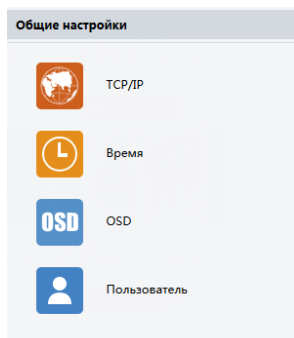 Общие настройки
TCP/IP
Время
OSD
OSD
Пользователь